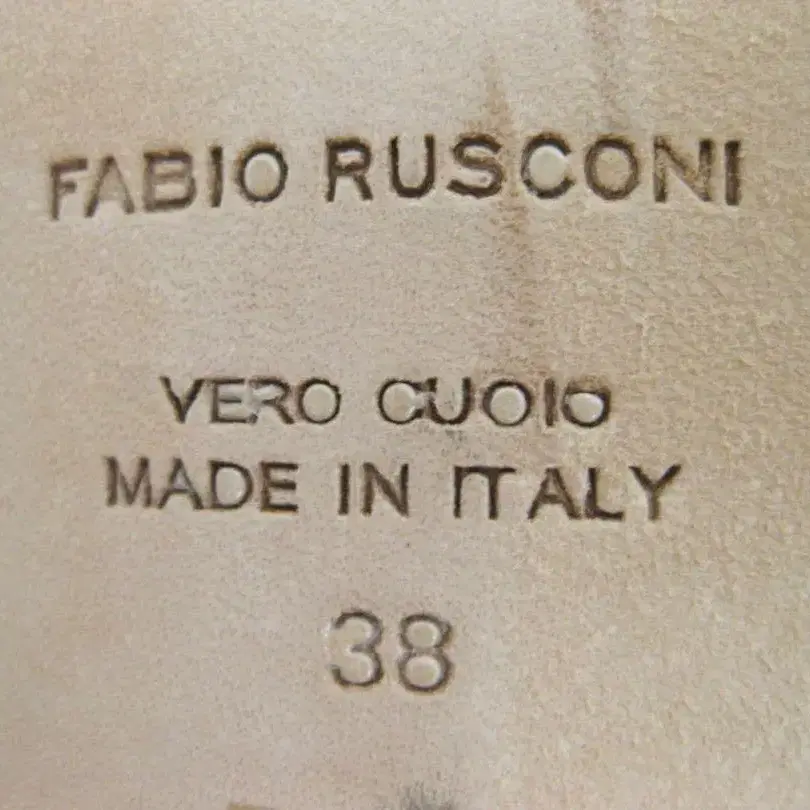 FABIO RUSCONI
VERO CUOIO
MADE IN ITALY
38